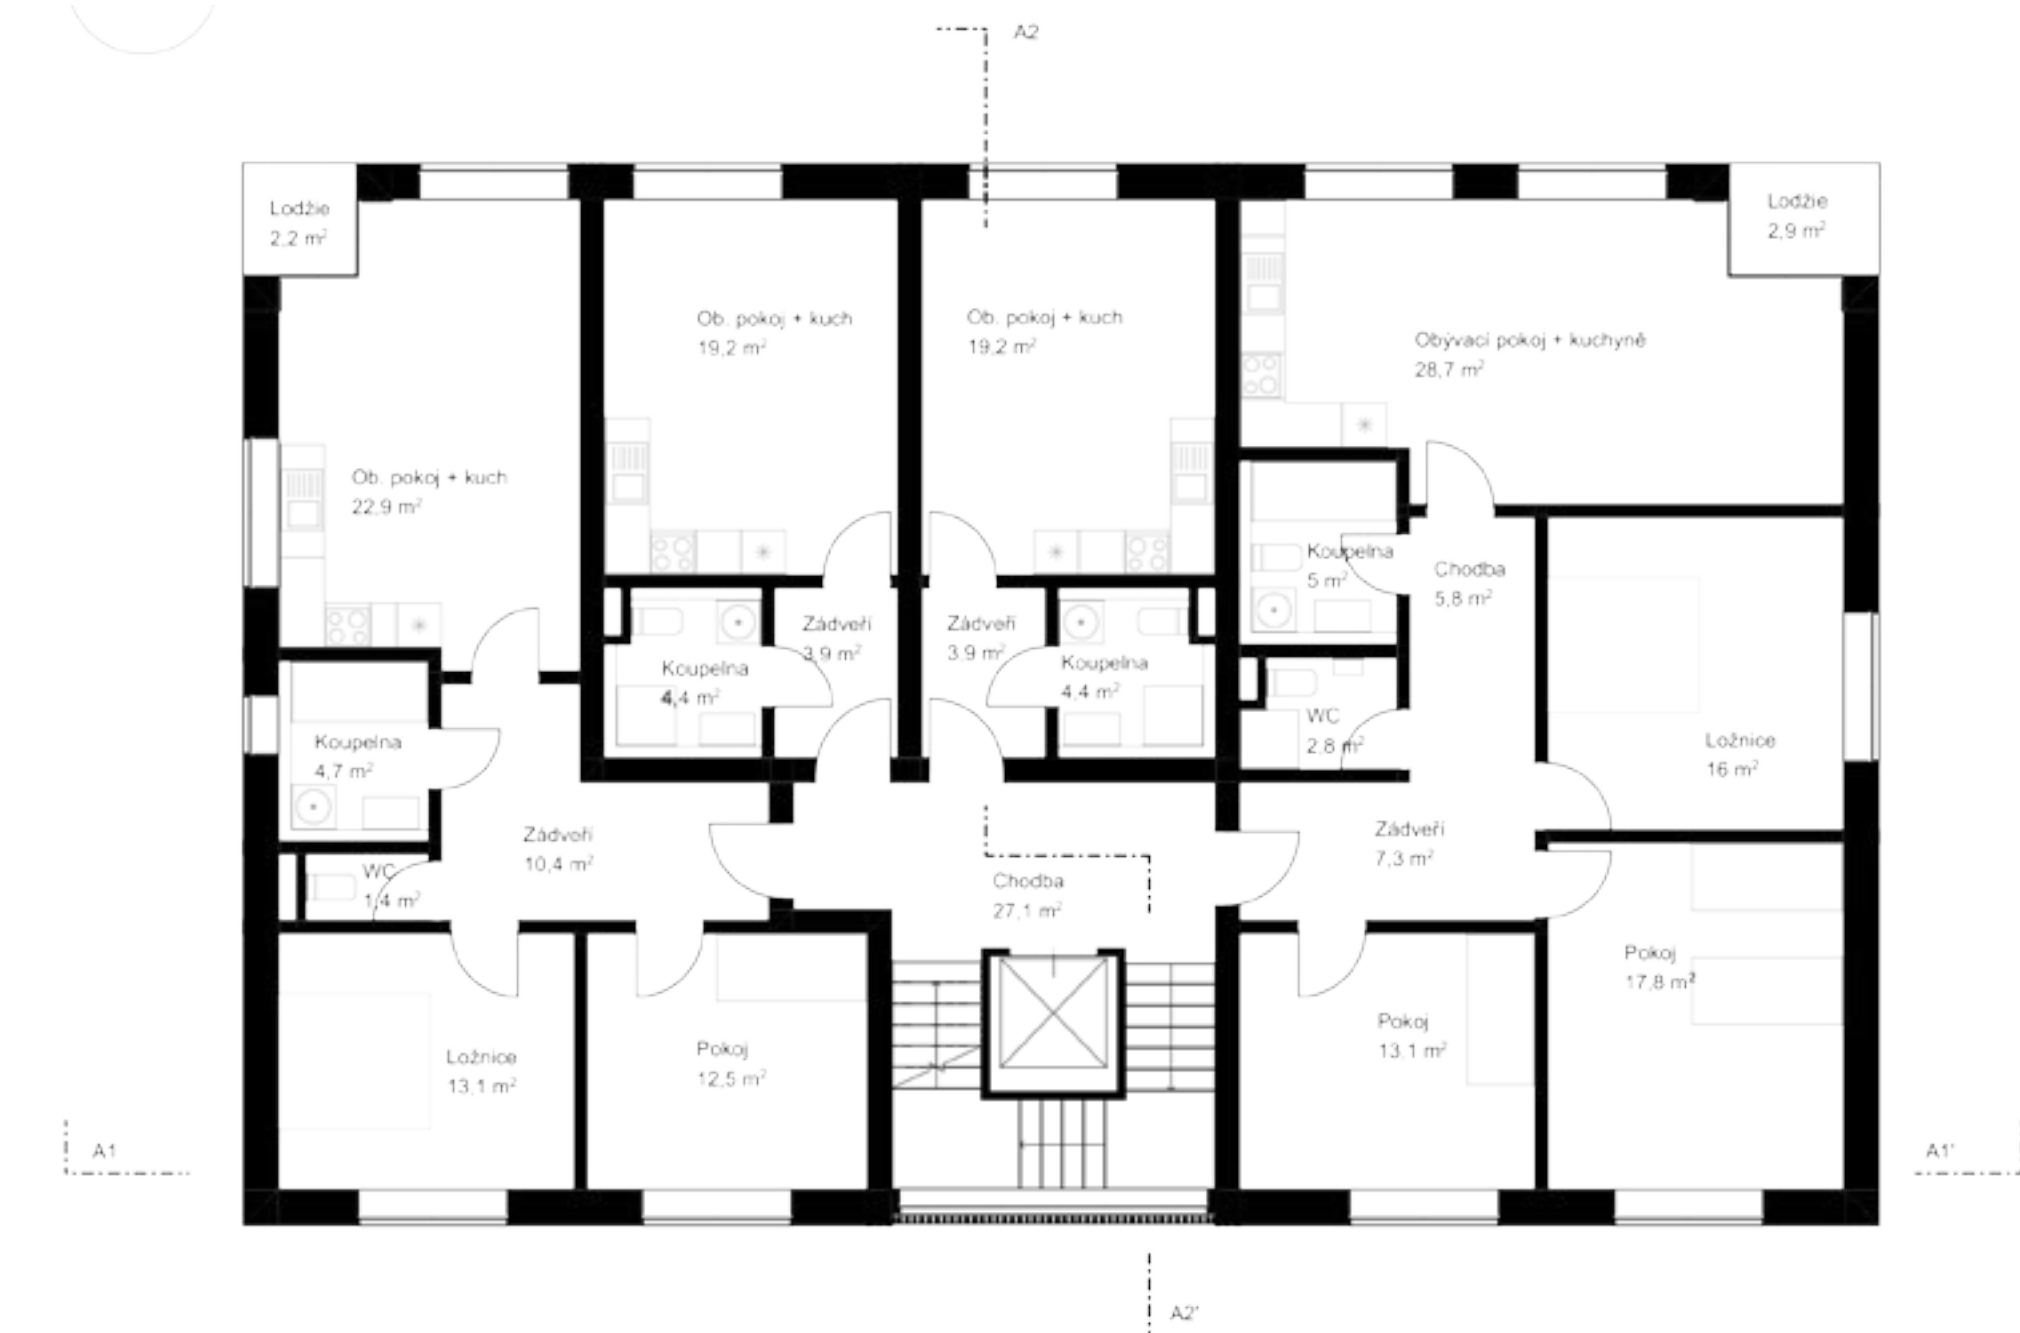 A2
Lodžie
2,2 m²
Lodžie
2,9 m²
Ob. pokoj + kuch
19,2 m²
Ob. pokoj + kuch
19,2 m²
Obývací pokoj + kuchyně
28,7 m²
Ob. pokoj + kuch
22,9 m²
Koupelna
5 m²
Chodba
5,8 m²
Zádveří
3,9 m²
Zádveří
3,9 m²
Koupelna
4,4 m²
Koupelna
4,4 m²
WC
2,8 m²
Ložnice
16 m²
Koupelna
4,7 m²
Zádveří
10,4 m²
Zádveří
7,3 m²
WC
1,4 m²
Chodba
27,1 m²
Pokoj
17,8 m²
Pokoj
13,1 m²
Ložnice
13,1 m²
Pokoj
12,5 m²
A1
A1'
A2'